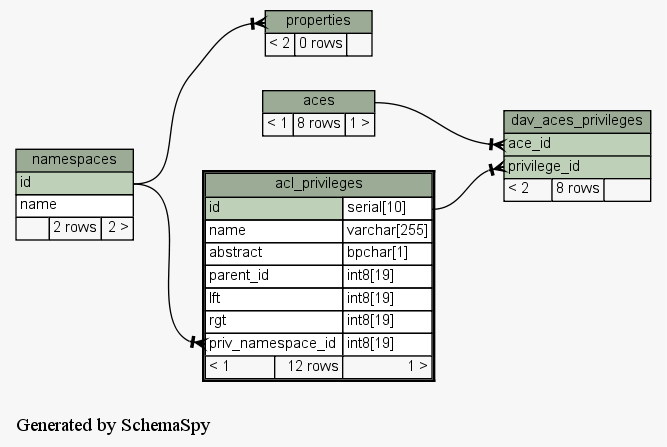 properties
< 2 0 rows
aces
< 1 8 rows 1 >
dav_aces_privileges
ace_id
privilege_id
< 2 8 rows
namespaces
id
name
2 rows 2 >
acl_privileges
id serial[10]
name varchar[255]
abstract bpchar[1]
parent_id int8[19]
lft int8[19]
rgt int8[19]
priv_namespace_id int8[19]
< 1 12 rows 1 >
Generated by SchemaSpy